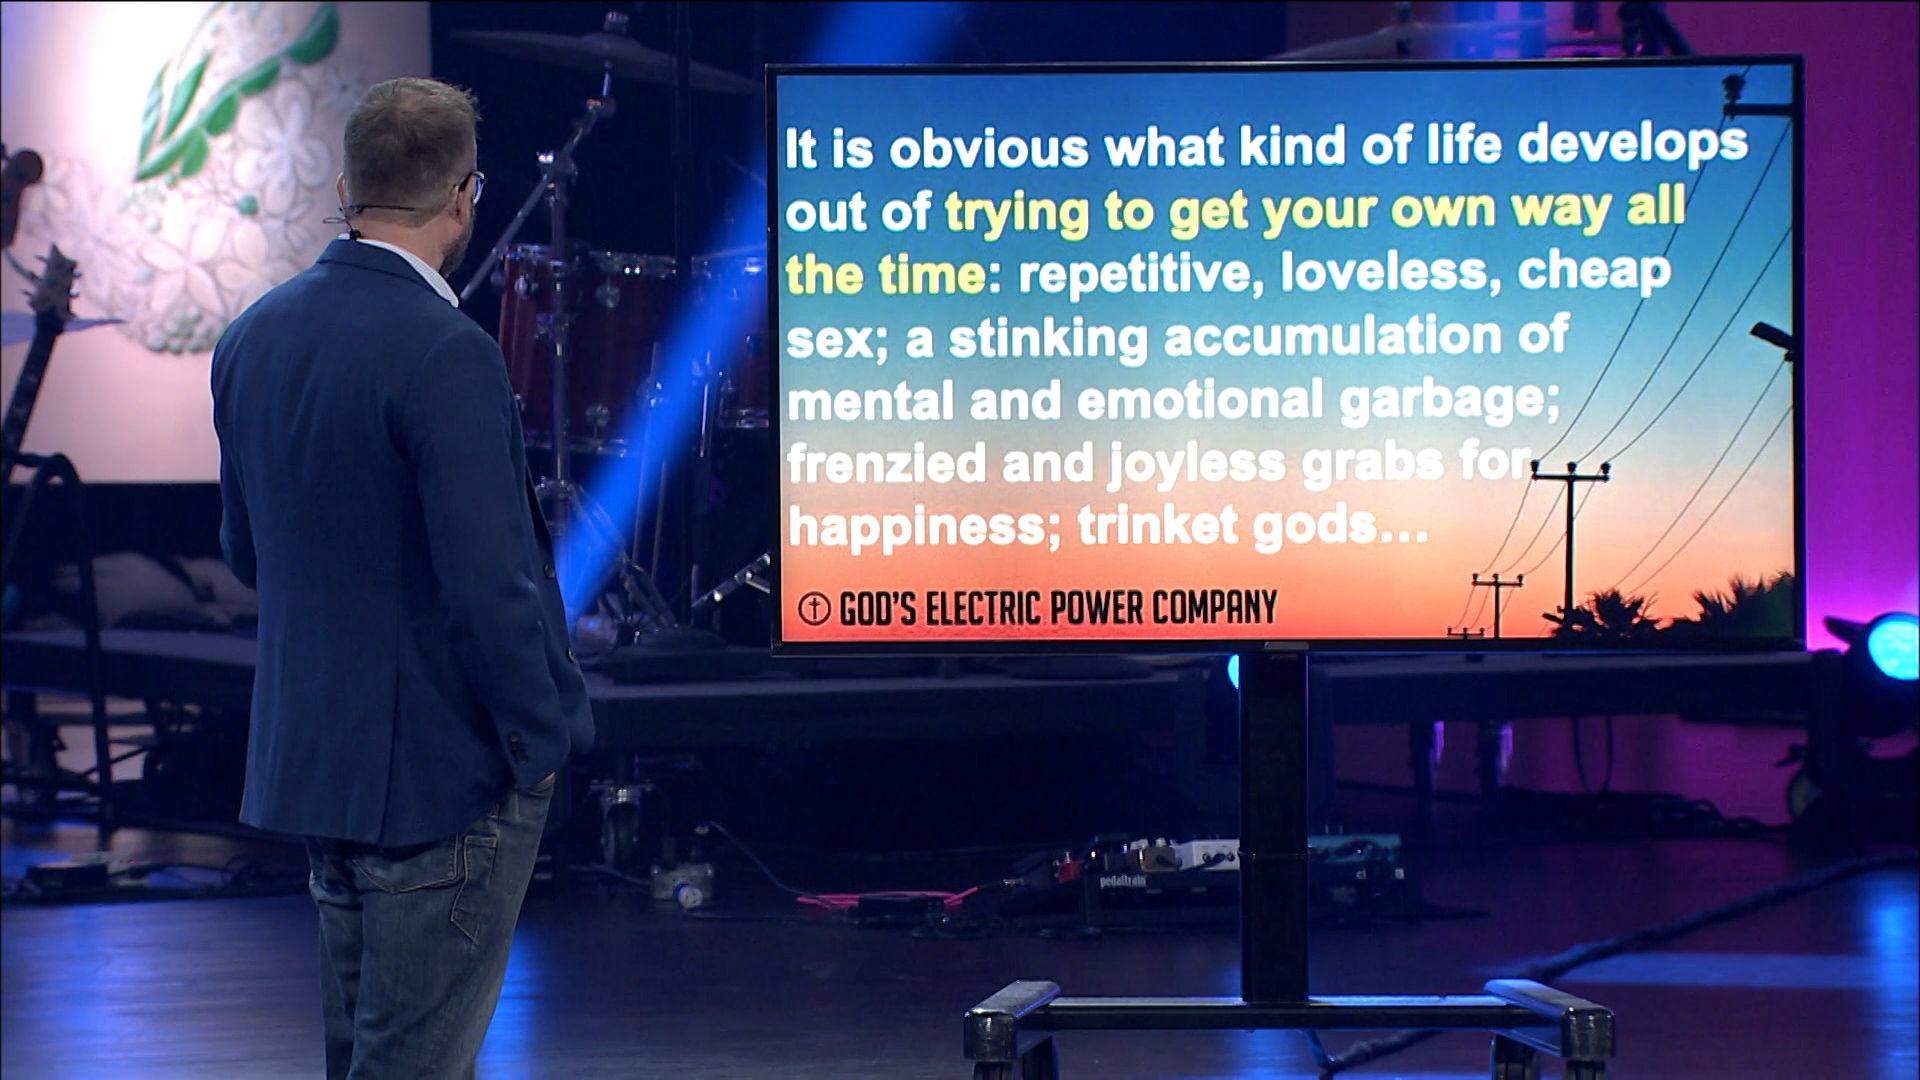 It is obvious what kind of life develops
out of trying to get your own way all
the time: repetitive, loveless, cheap
sex; a stinking accumulation of
mental and emotional garbage;
frenzied and joyless grabs for
happiness; trinket gods…
GOD'S ELECTRIC POWER COMPANY
pedaltrain